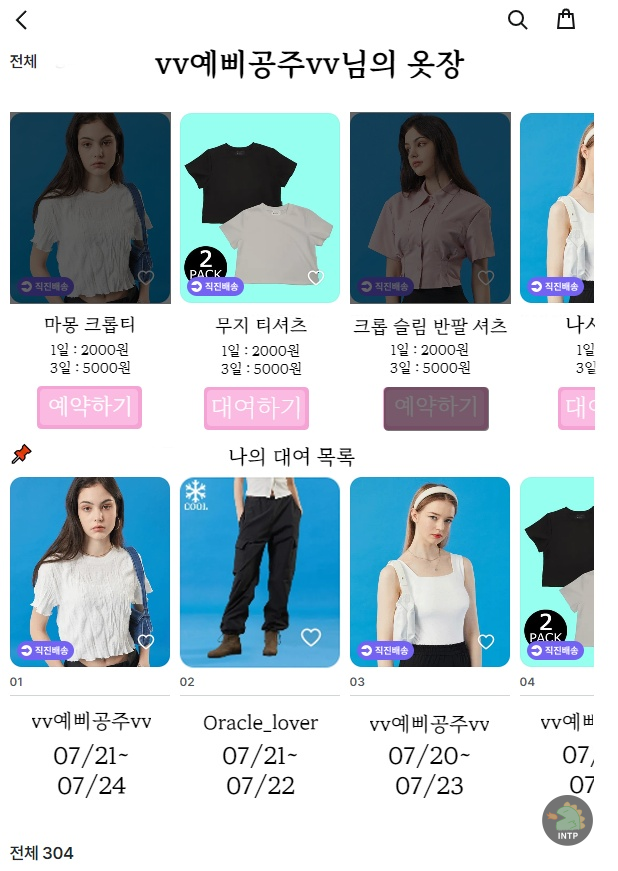 전체
vv예삐공주vv님의 옷장
2
PACK
직진배송
직진배송
직진배송
직진배송
마몽 크롭티
무지 티셔츠
크롭 슬림 반팔 셔츠
나시
1일 : 2000원
1일 : 2000원
1일 : 2000원
1일
3일 : 5000원
3일 : 5000원
3일 : 5000원
3일
예약하기
대여하기
예약하기
대여
나의 대여 목록
COOL
2
PACK
직진배송
직진배송
직진배송
01
02
03
04
vv예삐공주vv
Oracle_lover
vv예삐공주vv
vv예삐
07/21~
07/21~
07/20~
07/
07/24
07/22
07/23
07
INTP
전체 304